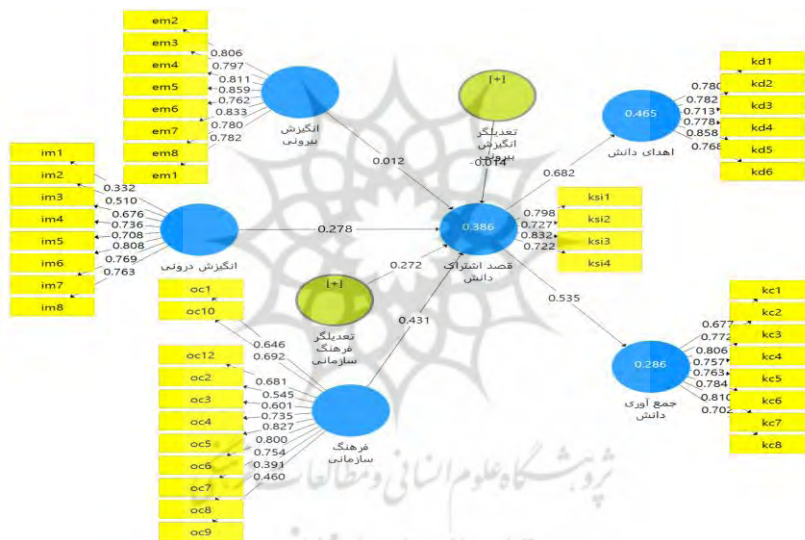 em2
em3
em4
em5
em6
em7
em8
em1
0.806
0.797
0.811
0.859
0.762
0.833
0.780
0.782
انگیزش
بیرونی
[+]
تعدیلگر
انگیزش
بیرونی
-0.014
0.012
kd1
kd2
kd3
kd4
kd5
kd6
0.780
0.782
0.713
0.778
0.858
0.768
0.465
اهدای دانش
0.682
im1
im2
im3
im4
im5
im6
im7
im8
0.332
0.510
0.676
0.736
0.708
0.808
0.769
0.763
انگیزش درونی
0.278
0.386
قصد اشتراک
دانش
ksi1
ksi2
ksi3
ksi4
0.798
0.727
0.832
0.722
[+]
تعدیلگر
فرهنگ
سازمانی
0.272
0.431
0.535
oc1
oc10
oc12
oc2
oc3
oc4
oc5
oc6
oc7
oc8
oc9
0.646
0.692
0.681
0.545
0.601
0.735
0.827
0.800
0.754
0.391
0.460
فرهنگ
سازمانی
0.286
جمع آوری
دانش
kc1
kc2
kc3
kc4
kc5
kc6
kc7
kc8
0.677
0.772
0.806
0.757
0.763
0.784
0.810
0.702
پژوهشگاه علوم انسانی و مطالعات فرهنگی